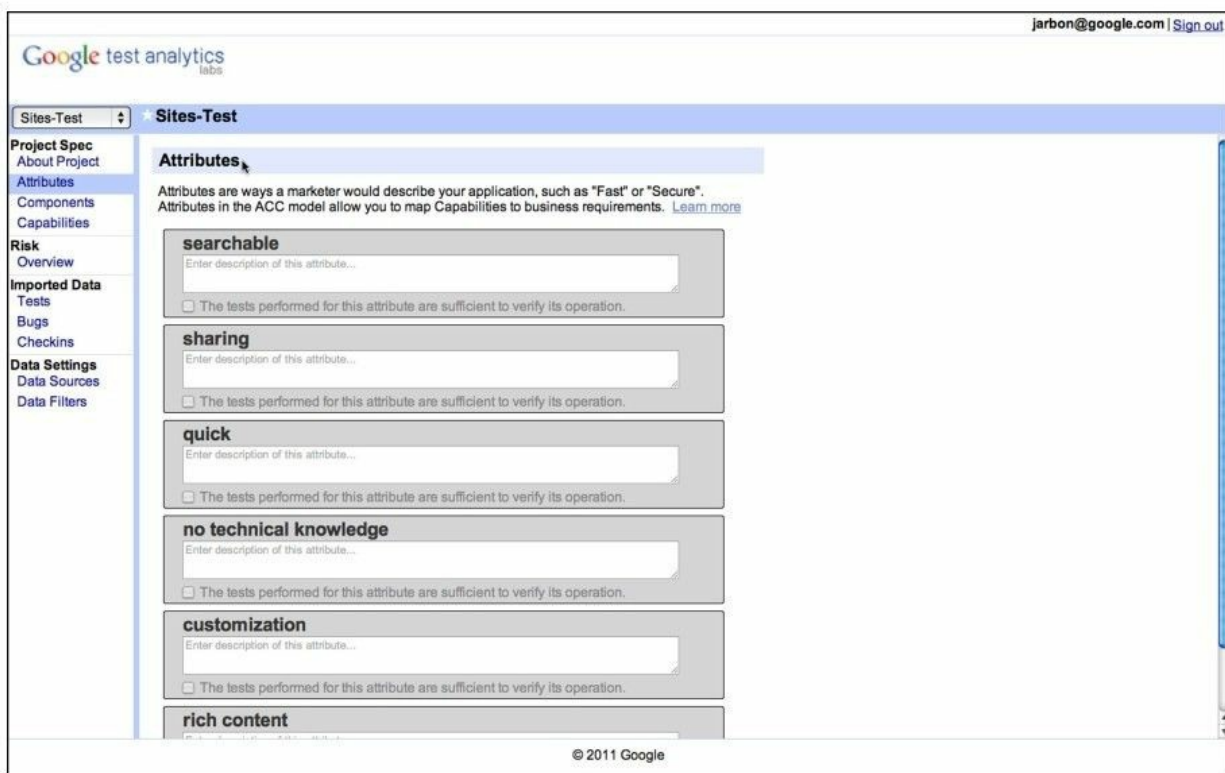 jarbon@google.com | Sign out
Google test analytics
labs
Sites-Test
Sites-Test
Project Spec
About Project
Attributes
Components
Capabilities
Risk
Overview
Imported Data
Tests
Bugs
Checkins
Data Settings
Data Sources
Data Filters
Attributes
Attributes are ways a marketer would describe your application, such as "Fast" or "Secure".
Attributes in the ACC model allow you to map Capabilities to business requirements. Learn more
searchable
Enter description of this attribute...
The tests performed for this attribute are sufficient to verify its operation.
sharing
Enter description of this attribute...
The tests performed for this attribute are sufficient to verify its operation.
quick
Enter description of this attribute...
The tests performed for this attribute are sufficient to verify its operation.
no technical knowledge
Enter description of this attribute...
The tests performed for this attribute are sufficient to verify its operation.
customization
Enter description of this attribute...
The tests performed for this attribute are sufficient to verify its operation.
rich content
© 2011 Google